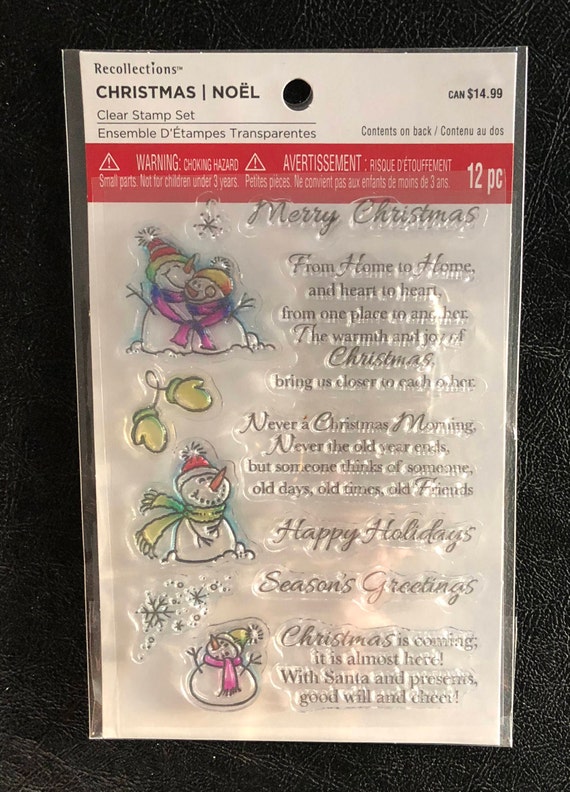 Recollections™
CHRISTMAS | NOËL
CAN $14.99
Clear Stamp Set
Ensemble D'Étampes Transparentes
Contents on back / Contenu au dos
WARNING: CHOKING HAZARD
Small parts. Not for children under 3 years.
AVERTISSEMENT : RISQUE D'ÉTOUFFEMENT
Petites pièces. Ne convient pas aux enfants de moins de 3 ans.
12 pc
Merry Christmas
From Home to Home,
and heart to heart,
from one place to another.
The warmth and joy of
Christmas,
bring us closer to each other.
Never a Christmas Morning,
Never the old year ends,
but someone thinks of someone,
old days, old times, old Friends
Happy Holidays
Season's Greetings
Christmas is coming;
it is almost here!
With Santa and presents,
good will and cheer!